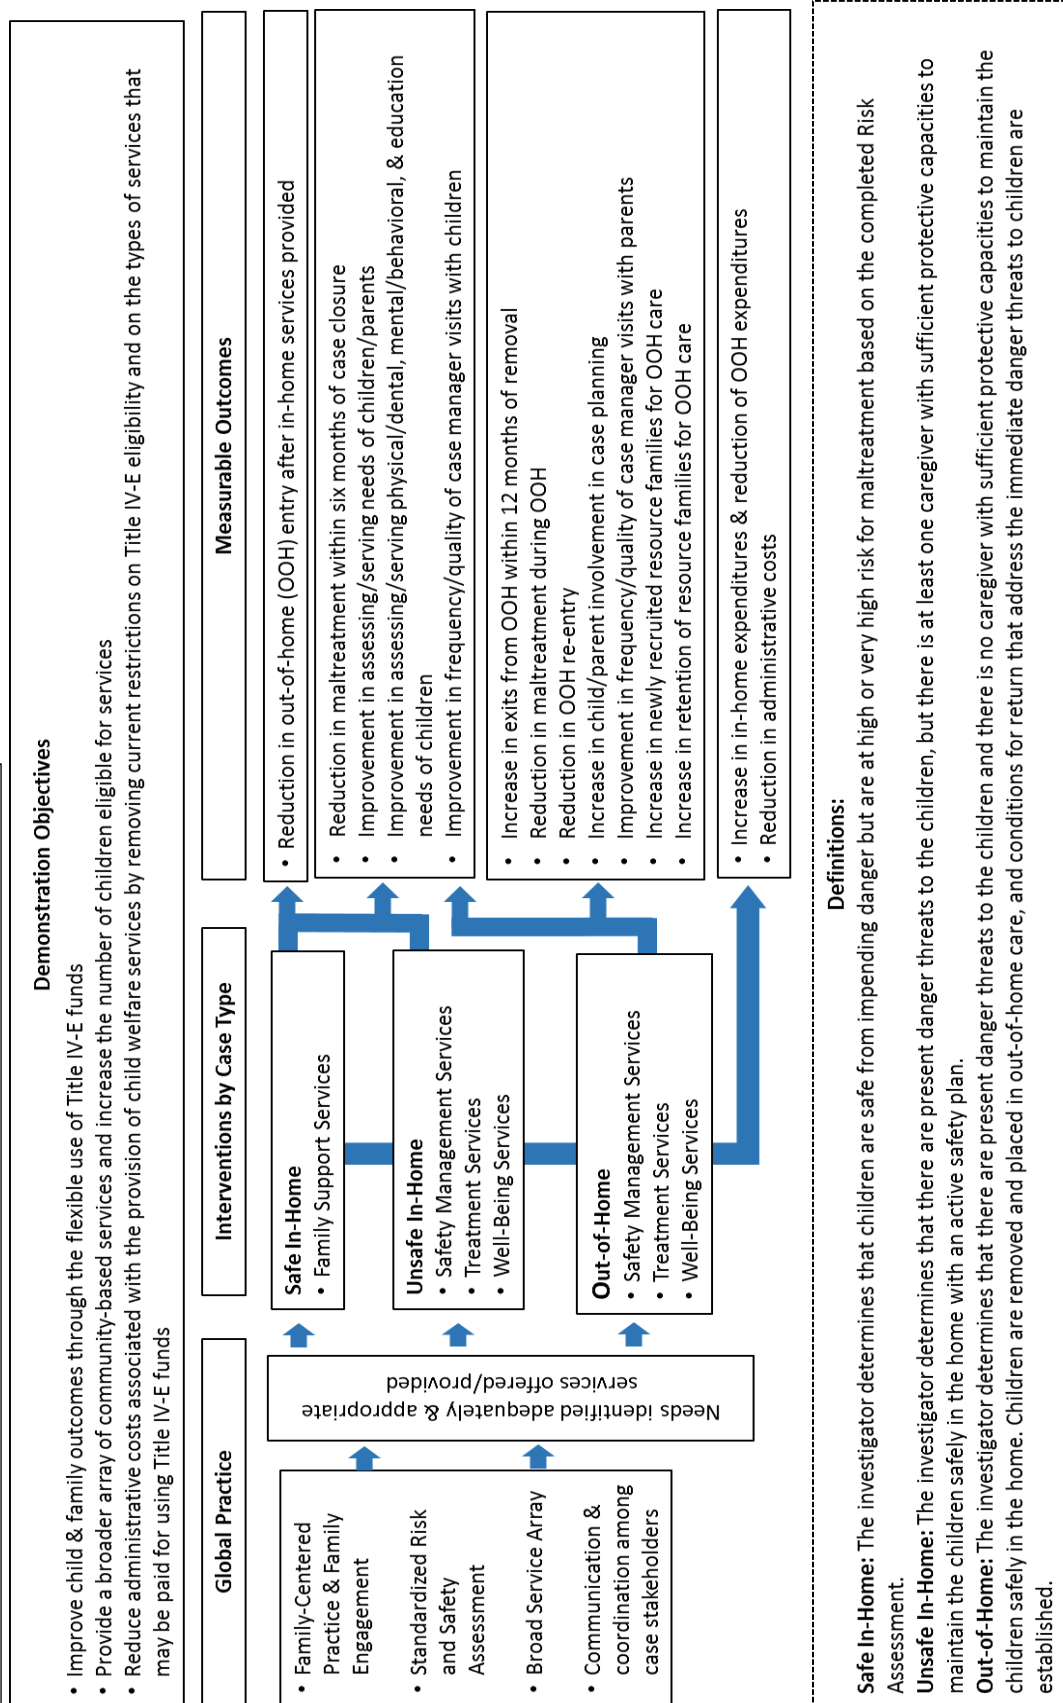 Demonstration Objectives
• Improve child & family outcomes through the flexible use of Title IV-E funds
• Provide a broader array of community-based services and increase the number of children eligible for services
• Reduce administrative costs associated with the provision of child welfare services by removing current restrictions on Title IV-E eligibility and on the types of services that
may be paid for using Title IV-E funds
Global Practice
• Family-Centered
Practice & Family
Engagement
• Standardized Risk
and Safety
Assessment
• Broad Service Array
• Communication &
coordination among
case stakeholders
Needs identified adequately & appropriate
services offered/provided
Interventions by Case Type
Safe In-Home
• Family Support Services
Unsafe In-Home
• Safety Management Services
• Treatment Services
• Well-Being Services
Out-of-Home
• Safety Management Services
• Treatment Services
• Well-Being Services
Measurable Outcomes
• Reduction in out-of-home (OOH) entry after in-home services provided
• Reduction in maltreatment within six months of case closure
• Improvement in assessing/serving needs of children/parents
• Improvement in assessing/serving physical/dental, mental/behavioral, & education
needs of children
• Improvement in frequency/quality of case manager visits with children
• Increase in exits from OOH within 12 months of removal
• Reduction in maltreatment during OOH
• Reduction in OOH re-entry
• Increase in child/parent involvement in case planning
• Improvement in frequency/quality of case manager visits with parents
• Increase in newly recruited resource families for OOH care
• Increase in retention of resource families for OOH care
• Increase in in-home expenditures & reduction of OOH expenditures
• Reduction in administrative costs
Definitions:
Safe In-Home: The investigator determines that children are safe from impending danger but are at high or very high risk for maltreatment based on the completed Risk
Assessment.
Unsafe In-Home: The investigator determines that there are present danger threats to the children, but there is at least one caregiver with sufficient protective capacities to
maintain the children safely in the home with an active safety plan.
Out-of-Home: The investigator determines that there are present danger threats to the children and there is no caregiver with sufficient protective capacities to maintain the
children safely in the home. Children are removed and placed in out-of-home care, and conditions for return that address the immediate danger threats to children are
established.